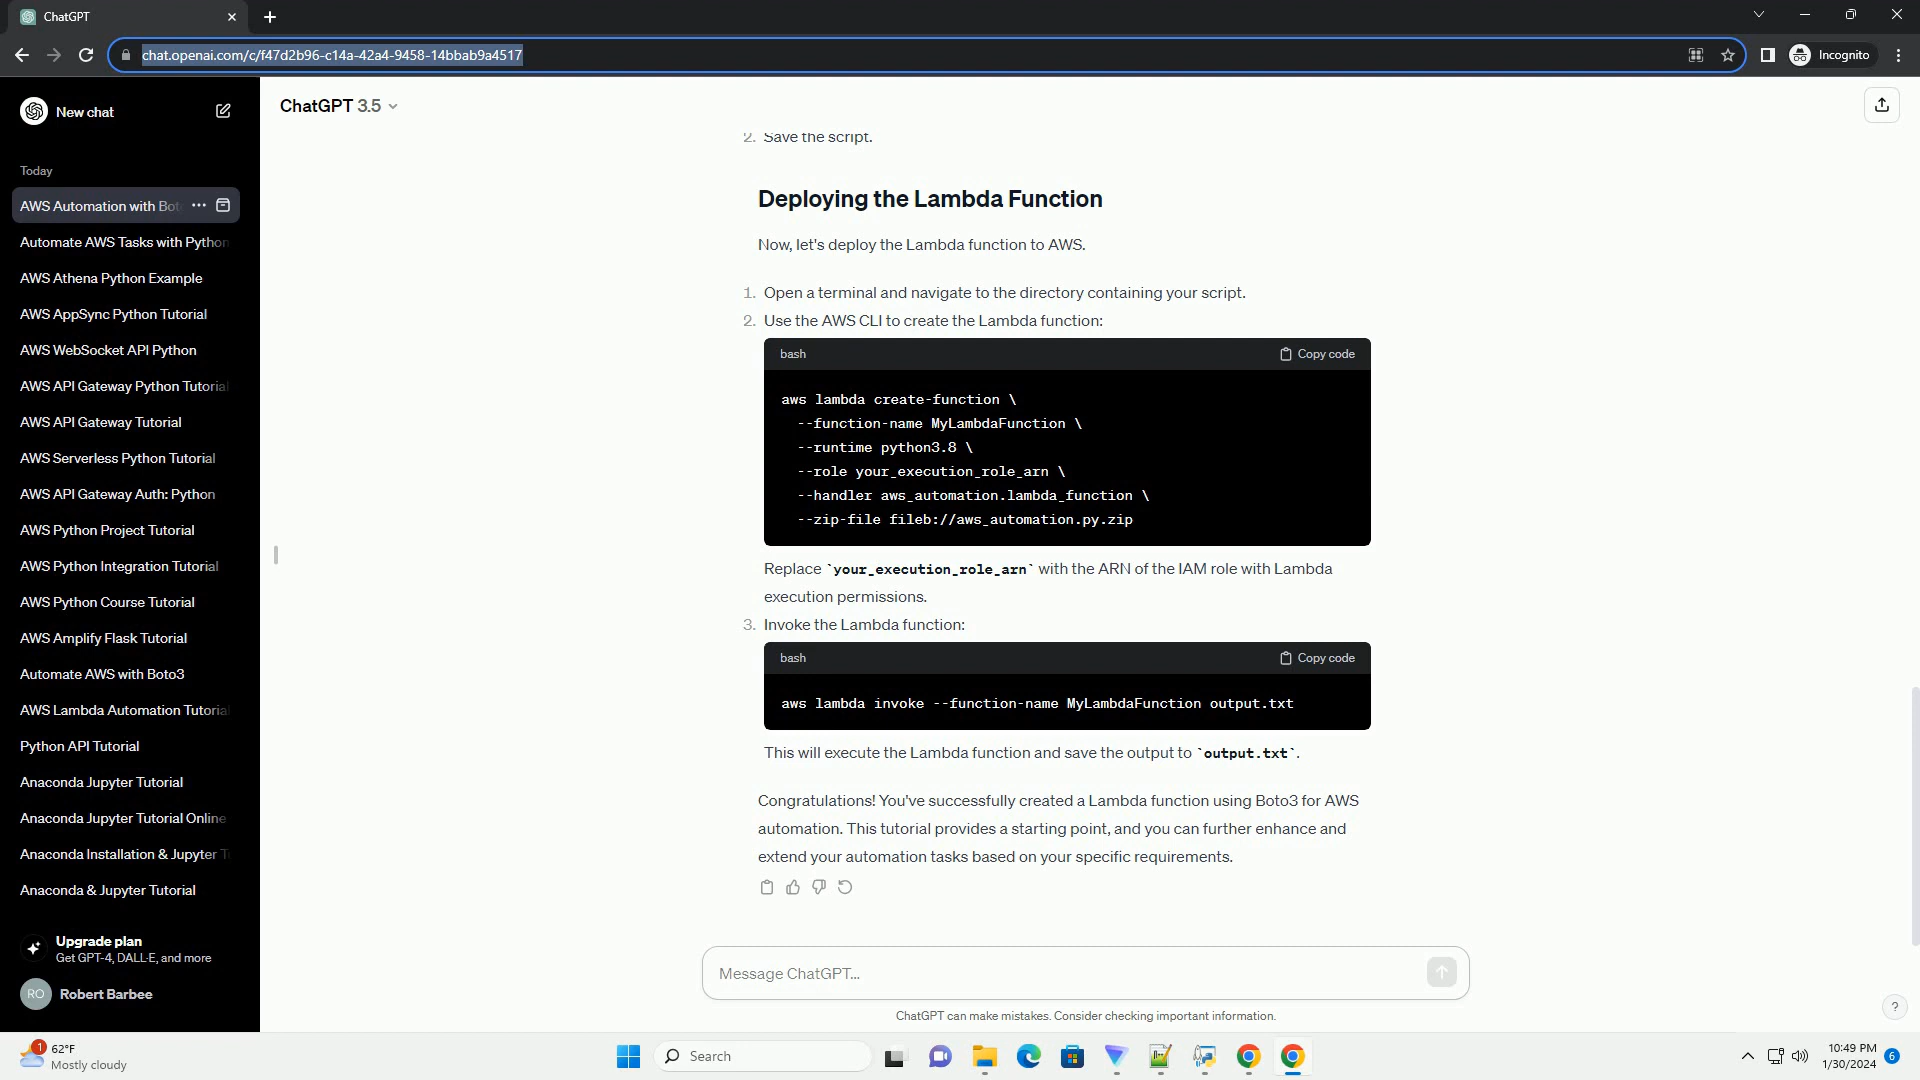 ChatGPT
chat.openai.com/c/f47d2b96-c14a-42a4-9458-14bbab9a4517
Incognito
New chat
Today
AWS Automation with Bot
Automate AWS Tasks with Python
AWS Athena Python Example
AWS AppSync Python Tutorial
AWS WebSocket API Python
AWS API Gateway Python Tutorial
AWS API Gateway Tutorial
AWS Serverless Python Tutorial
AWS API Gateway Auth: Python
AWS Python Project Tutorial
AWS Python Integration Tutorial
AWS Python Course Tutorial
AWS Amplify Flask Tutorial
Automate AWS with Boto3
AWS Lambda Automation Tutoria
Python API Tutorial
Anaconda Jupyter Tutorial
Anaconda Jupyter Tutorial Online
Anaconda Installation & Jupyter T
Anaconda & Jupyter Tutorial
Upgrade plan
Get GPT-4, DALL·E, and more
RO Robert Barbee
ChatGPT 3.5
2. Save the script.
Deploying the Lambda Function
Now, let's deploy the Lambda function to AWS.
1. Open a terminal and navigate to the directory containing your script.
2. Use the AWS CLI to create the Lambda function:
bash Copy code
aws lambda create-function \
--function-name MyLambdaFunction \
--runtime python3.8 \
--role your_execution_role_arn \
--handler aws_automation.lambda_function \
--zip-file fileb://aws_automation.py.zip
Replace `your_execution_role_arn` with the ARN of the IAM role with Lambda
execution permissions.
3. Invoke the Lambda function:
bash Copy code
aws lambda invoke --function-name MyLambdaFunction output.txt
This will execute the Lambda function and save the output to `output.txt`.
Congratulations! You've successfully created a Lambda function using Boto3 for AWS
automation. This tutorial provides a starting point, and you can further enhance and
extend your automation tasks based on your specific requirements.
Message ChatGPT...
ChatGPT can make mistakes. Consider checking important information.
?
1
62°F
Mostly cloudy
Search
10:49 PM
1/30/2024
6